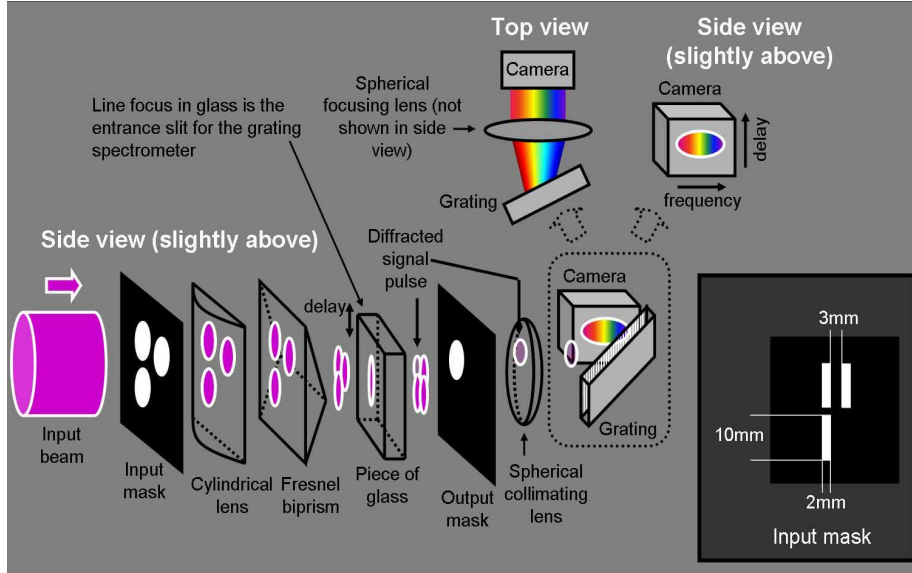 Top view
Side view
(slightly above)
Camera
Spherical
focusing lens (not
shown in side
view)
Camera
delay
Line focus in glass is the
entrance slit for the grating
spectrometer
Grating
frequency
Side view (slightly above)
Diffracted
signal
pulse
Camera
delay
3mm
10mm
2mm
Input mask
Grating
Input
beam
Input
mask
Cylindrical
lens
Fresnel
biprism
Piece of
glass
Output
mask
Spherical
collimating
lens